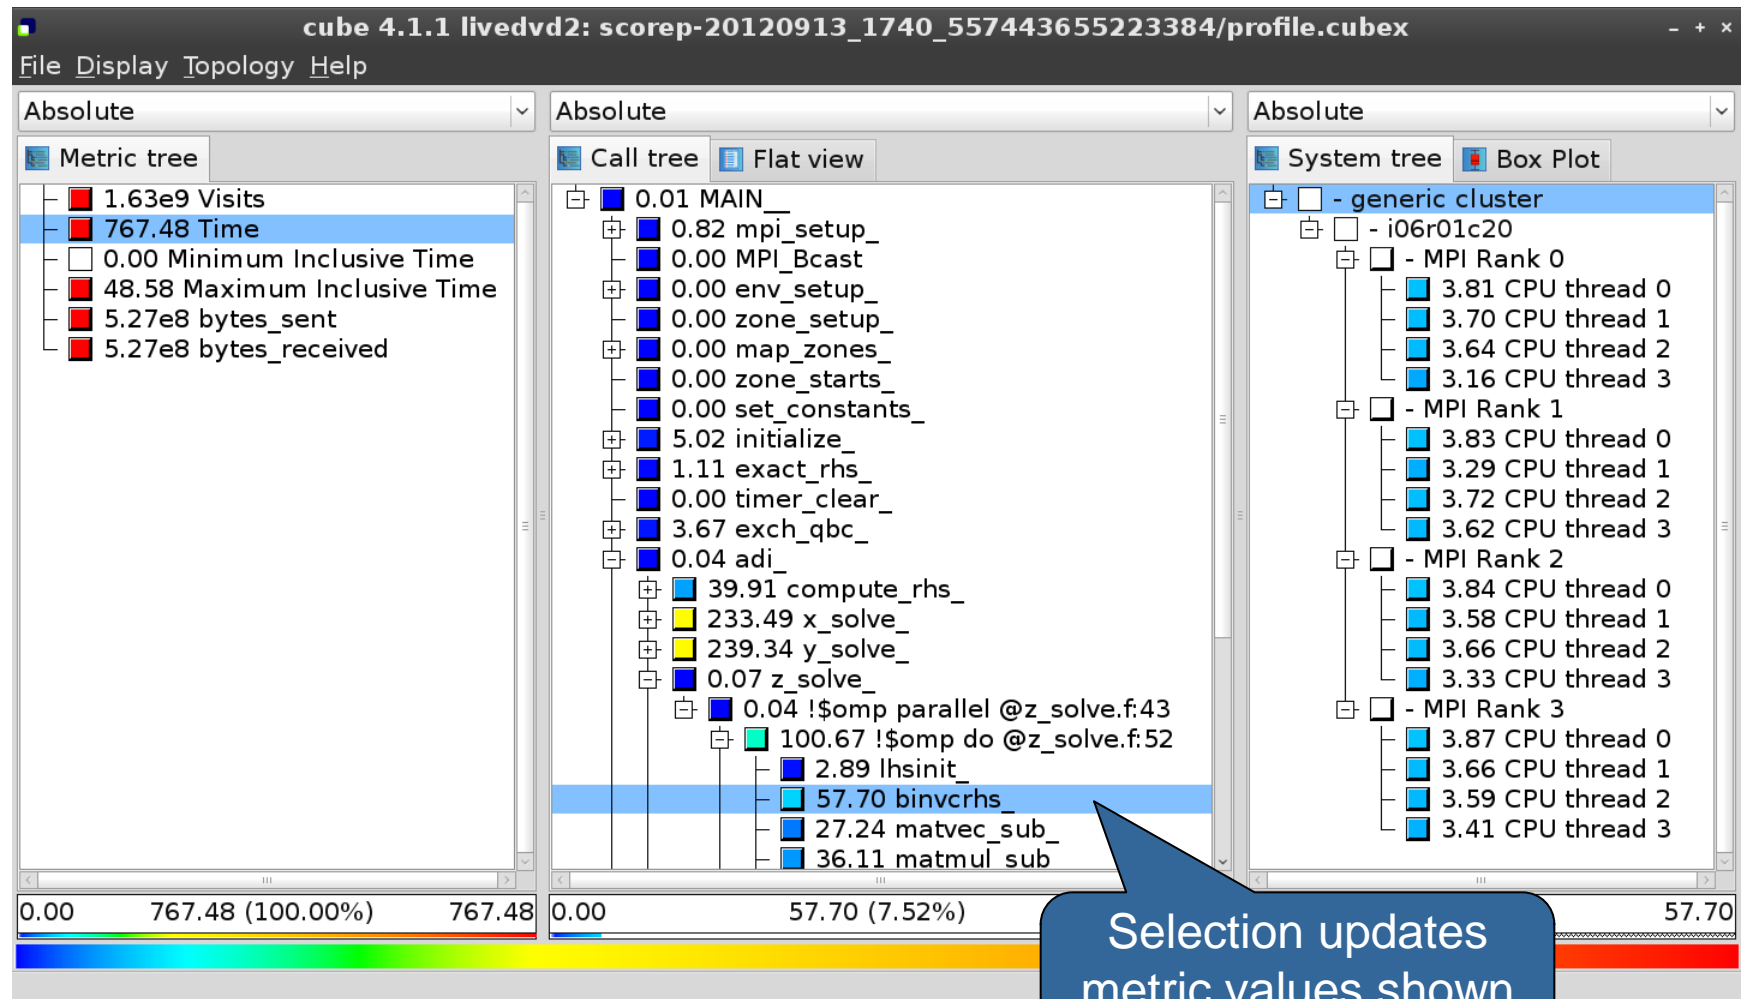 cube 4.1.1 livedvd2: scorep-20120913_1740_557443655223384/profile.cubex
File Display Topology Help
Absolute
Metric tree
1.63e9 Visits
767.48 Time
0.00 Minimum Inclusive Time
48.58 Maximum Inclusive Time
5.27e8 bytes_sent
5.27e8 bytes_received
0.00 767.48 (100.00%) 767.48
Absolute
Call tree Flat view
0.01 MAIN__
0.82 mpi_setup_
0.00 MPI_Bcast
0.00 env_setup_
0.00 zone_setup_
0.00 map_zones_
0.00 zone_starts_
0.00 set_constants_
5.02 initialize_
1.11 exact_rhs_
0.00 timer_clear_
3.67 exch_qbc_
0.04 adi_
39.91 compute_rhs_
233.49 x_solve_
239.34 y_solve_
0.07 z_solve_
0.04 !$omp parallel @z_solve.f:43
100.67 !$omp do @z_solve.f:52
2.89 lhsinit_
57.70 binvcrhs_
27.24 matvec_sub_
36.11 matmul_sub
0.00 57.70 (7.52%)
Absolute
System tree Box Plot
- generic cluster
- i06r01c20
- MPI Rank 0
3.81 CPU thread 0
3.70 CPU thread 1
3.64 CPU thread 2
3.16 CPU thread 3
- MPI Rank 1
3.83 CPU thread 0
3.29 CPU thread 1
3.72 CPU thread 2
3.62 CPU thread 3
- MPI Rank 2
3.84 CPU thread 0
3.58 CPU thread 1
3.66 CPU thread 2
3.33 CPU thread 3
- MPI Rank 3
3.87 CPU thread 0
3.66 CPU thread 1
3.59 CPU thread 2
3.41 CPU thread 3
57.70
Selection updates
metric values shown